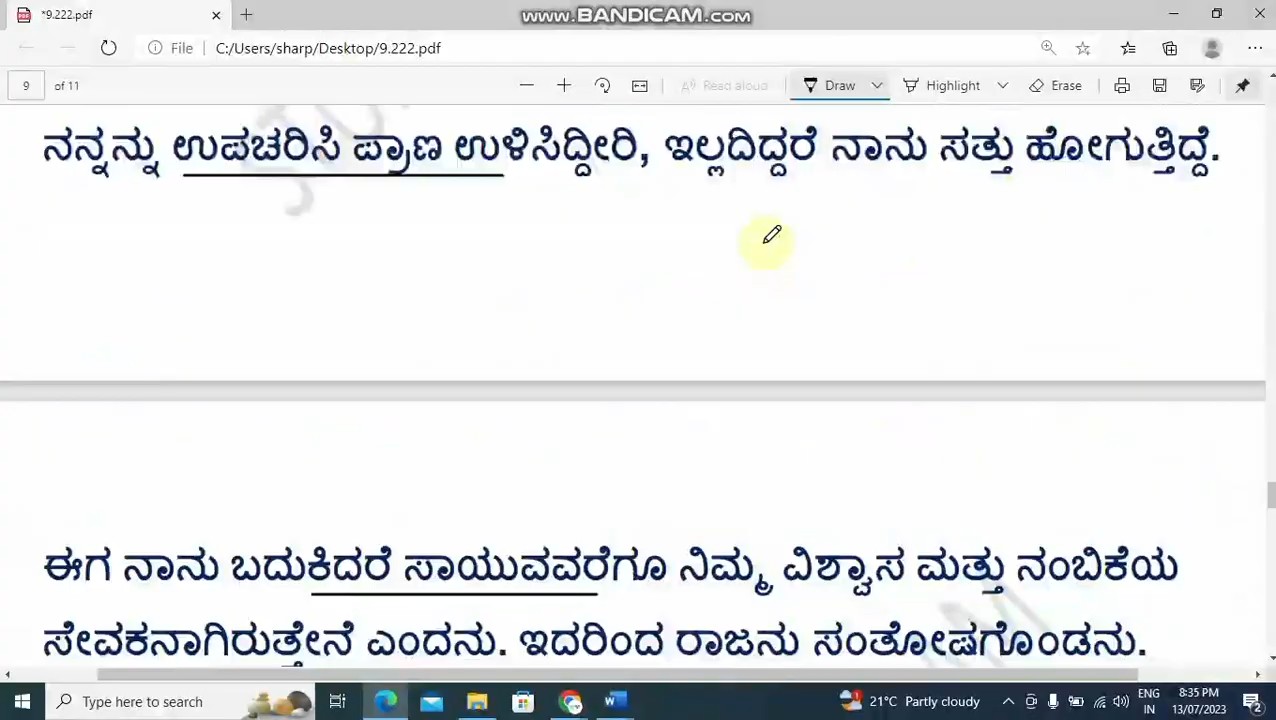 www.BANDICAM.com
*9.222.pdf
File C:/Users/sharp/Desktop/9.222.pdf
9 of 11 Read aloud Draw Highlight Erase
ನನ್ನನ್ನು ಉಪಚರಿಸಿ ಪ್ರಾಣ ಉಳಿಸಿದ್ದೀರಿ, ಇಲ್ಲದಿದ್ದರೆ ನಾನು ಸತ್ತು ಹೋಗುತ್ತಿದ್ದೆ.
ಈಗ ನಾನು ಬದುಕಿದರೆ ಸಾಯುವವರೆಗೂ ನಿಮ್ಮ ವಿಶ್ವಾಸ ಮತ್ತು ನಂಬಿಕೆಯ
ಸೇವಕನಾಗಿರುತ್ತೇನೆ ಎಂದನು. ಇದರಿಂದ ರಾಜನು ಸಂತೋಷಗೊಂಡನು.
Type here to search 21°C Partly cloudy ENG IN 8:35 PM 13/07/2023 2